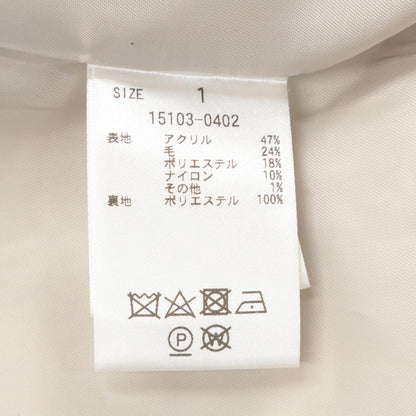 SIZE 1
15103-0402
表地 アクリル 47%
毛 24%
ポリエステル 18%
ナイロン 10%
その他 1%
裏地 ポリエステル 100%
P W